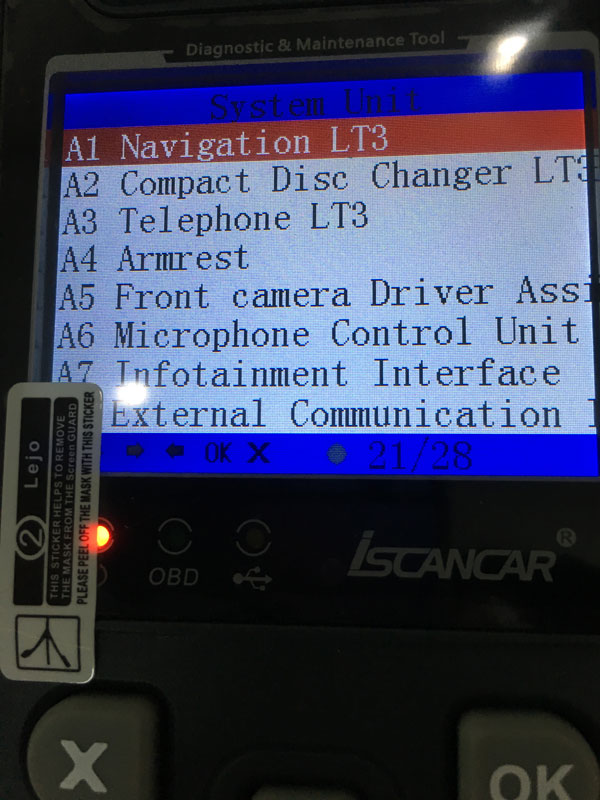 Diagnostic & Maintenance Tool
System Unit
A1 Navigation LT3
A2 Compact Disc Changer LT3
A3 Telephone LT3
A4 Armrest
A5 Front camera Driver Assi
A6 Microphone Control Unit
A7 Infotainment Interface
External Communication I
OK X 21/28
OBD
iSCANCAR®
2 Lejo
THIS STICKER HELPS TO REMOVE
THE MASK FROM THE Screen GUARD
PLEASE PEEL OFF THE MASK WITH THIS STICKER
X
OK